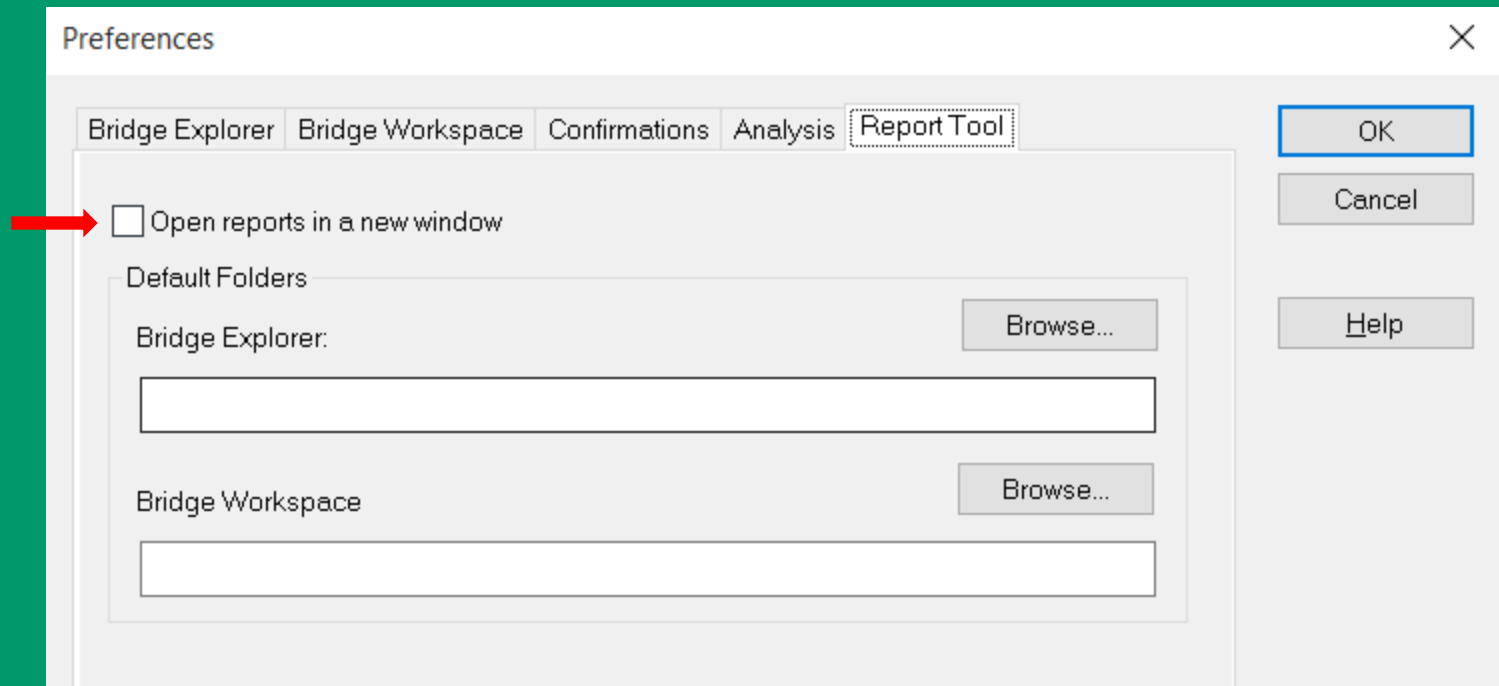 Preferences
Bridge Explorer Bridge Workspace Confirmations Analysis Report Tool
OK
Cancel
Open reports in a new window
Default Folders
Browse...
Help
Bridge Explorer:
Browse...
Bridge Workspace